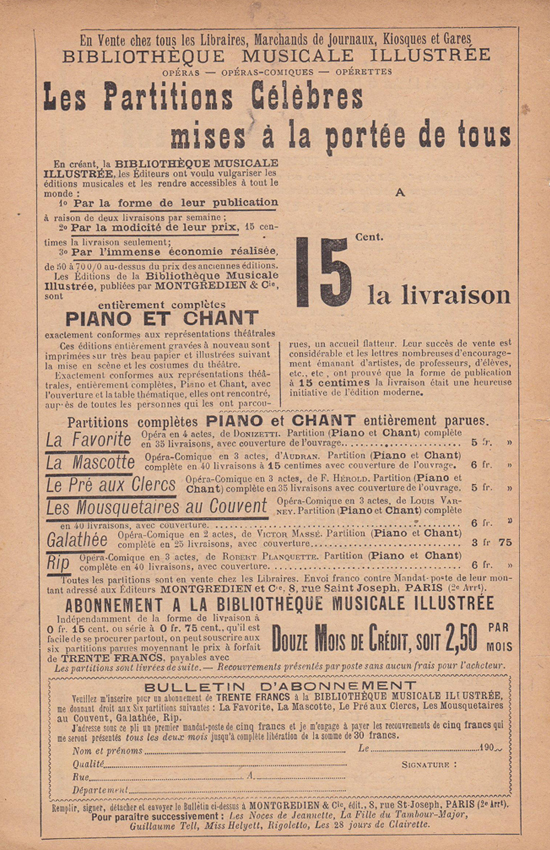 En Vente chez tous les Libraires, Marchands de journaux, Kiosques et Gares
BIBLIOTHÈQUE MUSICALE ILLUSTRÉE
OPÉRAS — OPÉRAS-COMIQUES — OPÉRETTES
Les Partitions Célèbres
mises à la portée de tous
En créant, la BIBLIOTHÈQUE MUSICALE
ILLUSTRÉE, les Éditeurs ont voulu vulgariser les
éditions musicales et les rendre accessibles à tout le
monde :
1o Par la forme de leur publication
à raison de deux livraisons par semaine ;
2o Par la modicité de leur prix, 15 cen-
times la livraison seulement;
3o Par l'immense économie réalisée,
de 50 à 70 0/0 au-dessus du prix des anciennes éditions.
Les Éditions de la Bibliothèque Musicale
Illustrée, publiées par MONTGREDIEN & Cie,
sont
entièrement complètes
PIANO ET CHANT
exactement conformes aux représentations théâtrales
A
15 Cent.
la livraison
Ces éditions entièrement gravées à nouveau sont
imprimées sur très beau papier et illustrées suivant
la mise en scène et les costumes du théâtre.
Exactement conformes aux représentations théâ-
trales, entièrement complètes, Piano et Chant, avec
l'ouverture et la table thématique, elles ont rencontré,
auprès de toutes les personnes qui les ont parcou-
rues, un accueil flatteur. Leur succès de vente est
considérable et les lettres nombreuses d'encourage-
ment émanant d'artistes, de professeurs, d'élèves,
etc., etc., ont prouvé que la forme de publication
à 15 centimes la livraison était une heureuse
initiative de l'édition moderne.
Partitions complètes PIANO et CHANT entièrement parues.
La Favorite Opéra en 4 actes, de DONIZETTI. Partition (Piano et Chant) complète
en 35 livraisons, avec couverture de l'ouvrage. 5 fr. »
La Mascotte Opéra-Comique en 3 actes, d'AUDRAN. Partition (Piano et Chant)
complète en 40 livraisons à 15 centimes avec couverture de l'ouvrage. 6 fr. »
Le Pré aux Clercs Opéra-Comique en 3 actes, de F. HÉROLD. Partition (Piano et
Chant) complète en 35 livraisons avec couverture de l'ouvrage. 5 fr. »
Les Mousquetaires au Couvent Opéra-Comique en 3 actes, de LOUIS VAR-
NEY. Partition (Piano et Chant) complète
en 40 livraisons, avec couverture. 6 fr. »
Galathée Opéra-Comique en 2 actes, de VICTOR MASSÉ. Partition (Piano et Chant)
complète en 25 livraisons, avec couverture. 3 fr 75
Rip Opéra-Comique en 3 actes, de ROBERT PLANQUETTE. Partition (Piano et Chant)
complète en 40 livraisons, avec couverture. 6 fr. »
Toutes les partitions sont en vente chez les Libraires. Envoi franco contre Mandat-poste de leur mon-
tant adressé aux Éditeurs MONTGREDIEN et Cie, 8, rue Saint Joseph, PARIS (2e Arrt).
ABONNEMENT A LA BIBLIOTHÈQUE MUSICALE ILLUSTRÉE
Indépendamment de la forme de livraison à
0 fr. 15 cent. ou série à 0 fr. 75 cent., qu'il est
facile de se procurer partout, on peut souscrire aux
six partitions parues moyennant le prix à forfait
de TRENTE FRANCS, payables avec
DOUZE MOIS DE CRÉDIT, SOIT 2,50 PAR MOIS
Les partitions sont livrées de suite. — Recouvrements présentés par poste sans aucun frais pour l'acheteur.
BULLETIN D'ABONNEMENT
Veuillez m'inscrire pour un abonnement de TRENTE FRANCS à la BIBLIOTHÈQUE MUSICALE ILLUSTRÉE,
me donnant droit aux Six partitions suivantes : La Favorite, La Mascotte, Le Pré aux Clercs, Les Mousquetaires
au Couvent, Galathée, Rip.
J'adresse sous ce pli un premier mandat-poste de cinq francs et je m'engage à payer les recouvrements de cinq francs qui
me seront présentés tous les deux mois jusqu'à complète libération de la somme de 30 francs.
Nom et prénoms Le 190
Qualité SIGNATURE :
Rue A.
Département
Remplir, signer, détacher et envoyer le Bulletin ci-dessus à MONTGREDIEN & Cie, édit., 8, rue St-Joseph, PARIS (2e Arrt).
Pour paraître successivement : Les Noces de Jeannette, La Fille du Tambour-Major,
Guillaume Tell, Miss Helyett, Rigoletto, Les 28 jours de Clairette.